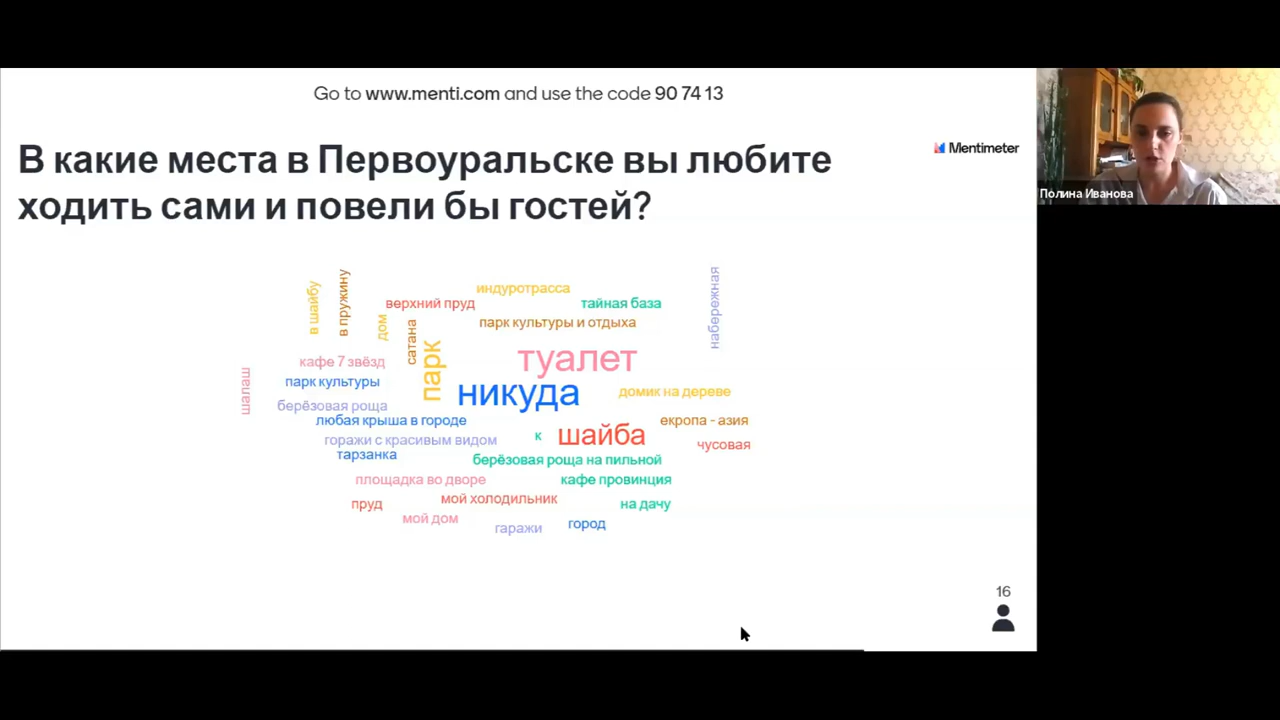 Go to www.menti.com and use the code 90 74 13
Mentimeter
В какие места в Первоуральске вы любите
ходить сами и повели бы гостей?
Полина Иванова
в шайбу
в пружину
индуротрасса
набережная
верхний пруд
тайная база
дом
сатана
парк культуры и отдыха
кафе 7 звёзд
парк
туалет
шалаш
парк культуры
никуда
домик на дереве
берёзовая роща
любая крыша в городе
екропа - азия
горажи с красивым видом
к
шайба
чусовая
тарзанка
берёзовая роща на пильной
площадка во дворе
кафе провинция
пруд
мой холодильник
на дачу
мой дом
гаражи
город
16